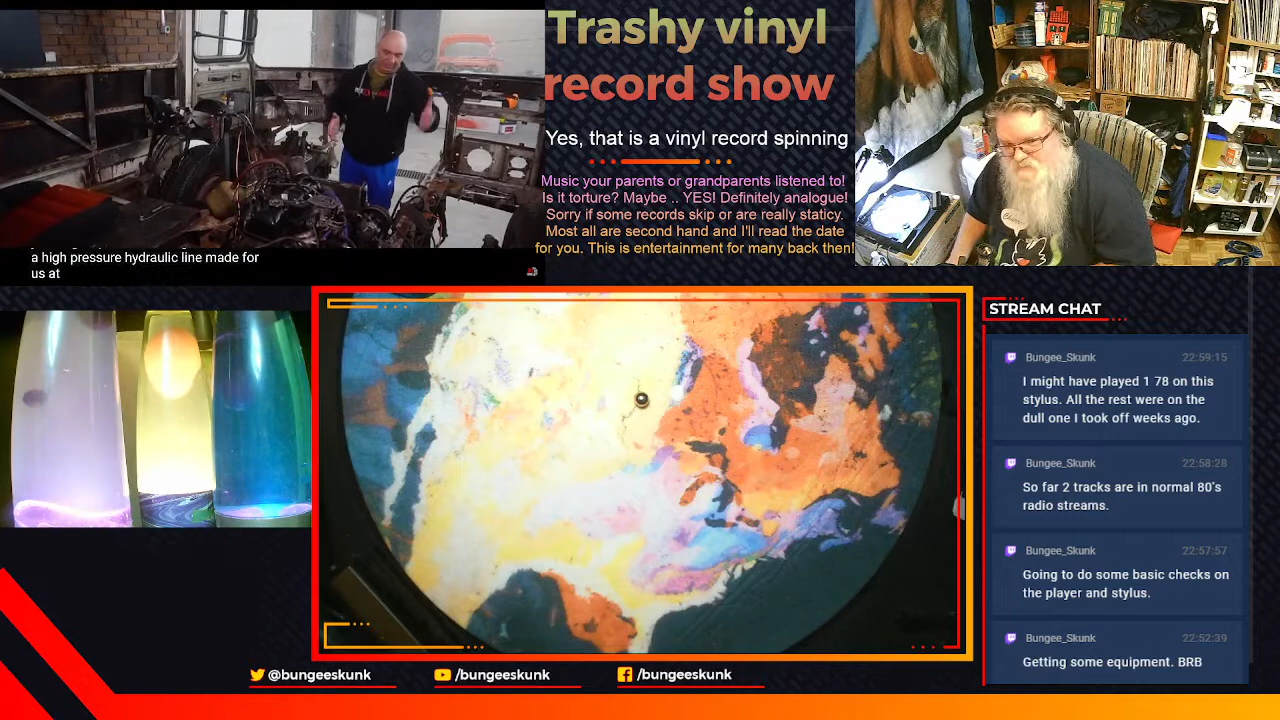 Trashy vinyl
record show
Yes, that is a vinyl record spinning
Music your parents or grandparents listened to!
Is it torture? Maybe .. YES! Definitely analogue!
Sorry if some records skip or are really staticy.
Most all are second hand and I'll read the date
for you. This is entertainment for many back then!
a high pressure hydraulic line made for
us at
STREAM CHAT
Bungee_Skunk 22:59:15
I might have played 1 78 on this
stylus. All the rest were on the
dull one I took off weeks ago.
Bungee_Skunk 22:58:28
So far 2 tracks are in normal 80's
radio streams.
Bungee_Skunk 22:57:57
Going to do some basic checks on
the player and stylus.
Bungee_Skunk 22:52:39
Getting some equipment. BRB
@bungeeskunk
/bungeeskunk
/bungeeskunk